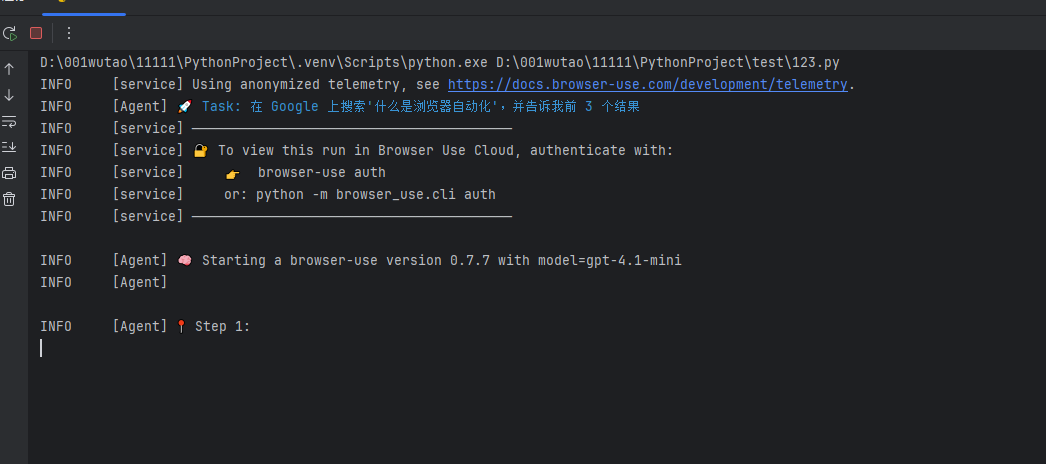 D:\001wutao\11111\PythonProject\.venv\Scripts\python.exe D:\001wutao\11111\PythonProject\test\123.py
INFO     [service] Using anonymized telemetry, see https://docs.browser-use.com/development/telemetry.
INFO     [Agent] 🚀 Task: 在 Google 上搜索'什么是浏览器自动化'，并告诉我前 3 个结果
INFO     [service] ────────────────────────────────────────
INFO     [service] 🔐 To view this run in Browser Use Cloud, authenticate with:
INFO     [service]     👉  browser-use auth
INFO     [service]     or: python -m browser_use.cli auth
INFO     [service] ────────────────────────────────────────
INFO     [Agent] 🧠 Starting a browser-use version 0.7.7 with model=gpt-4.1-mini
INFO     [Agent]
INFO     [Agent] 📍 Step 1: